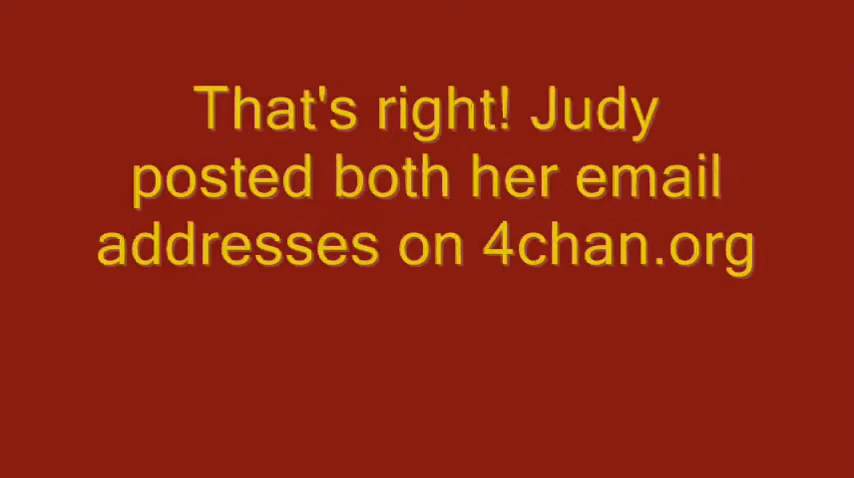 That's right! Judy
posted both her email
addresses on 4chan.org